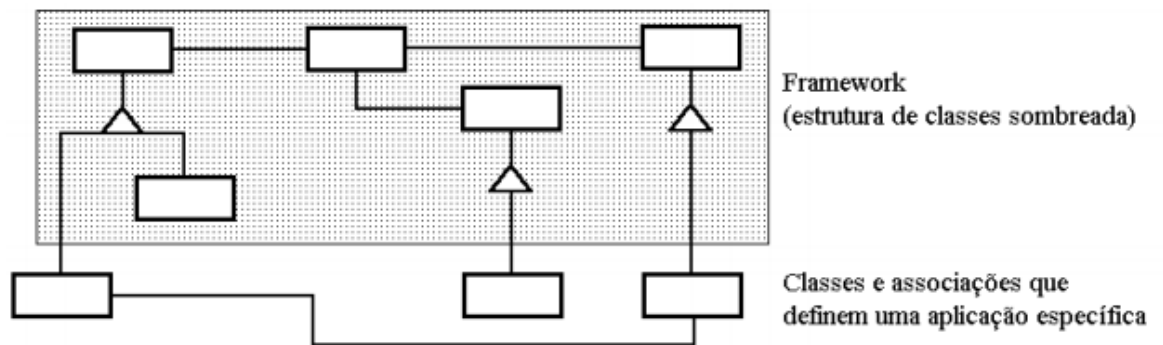 Framework
(estrutura de classes sombreada)
Classes e associações que
definem uma aplicação específica